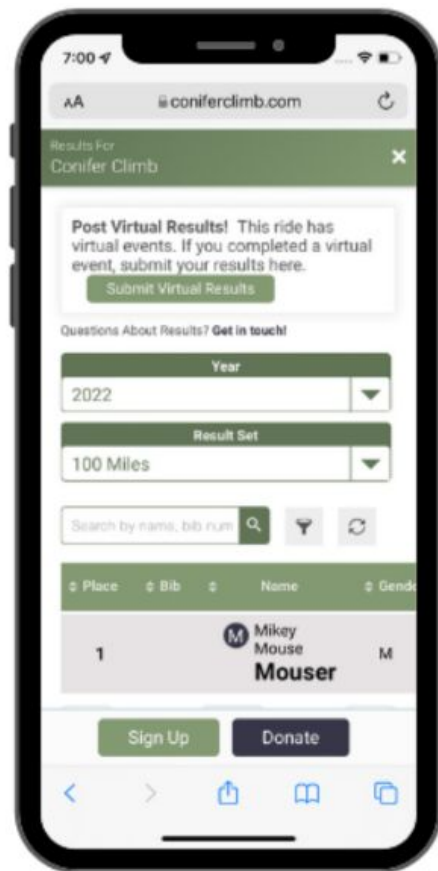 7:00
AA coniferclimb.com
Results For
Conifer Climb
Post Virtual Results! This ride has
virtual events. If you completed a virtual
event, submit your results here.
Submit Virtual Results
Questions About Results? Get in touch!
Year
2022
Result Set
100 Miles
Search by name, bib num
Place Bib Name Gende
M Mikey
Mouse
1 Mouser M
Sign Up Donate